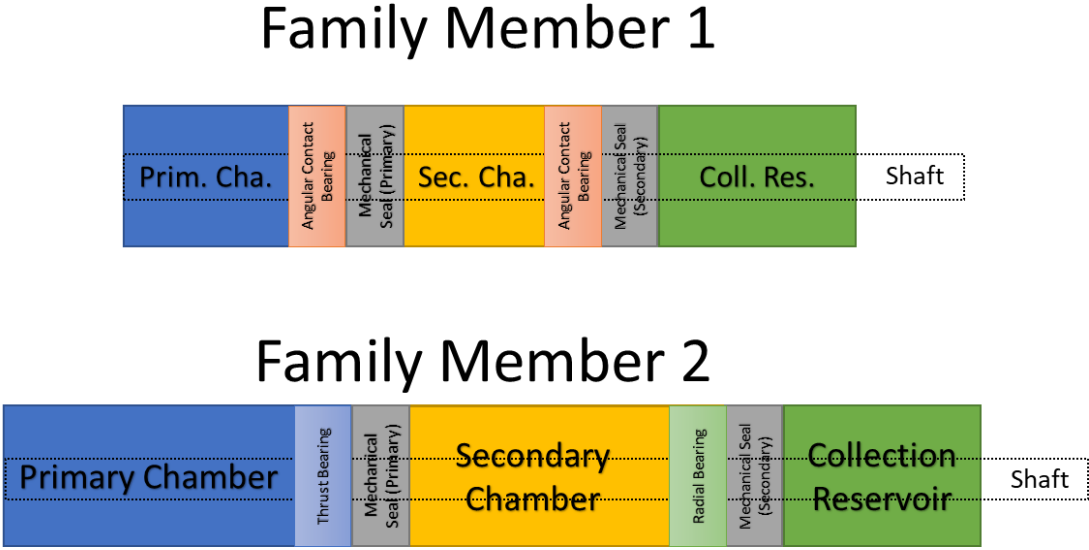 Family Member 1
Prim. Cha.
Angular Contact
Bearing
Mechanical
Seal (Primary)
Sec. Cha.
Angular Contact
Bearing
Mechanical Seal
(Secondary)
Coll. Res.
Shaft
Family Member 2
Primary Chamber
Thrust Bearing
Mechanical
Seal (Primary)
Secondary
Chamber
Radial Bearing
Mechanical Seal
(Secondary)
Collection
Reservoir
Shaft